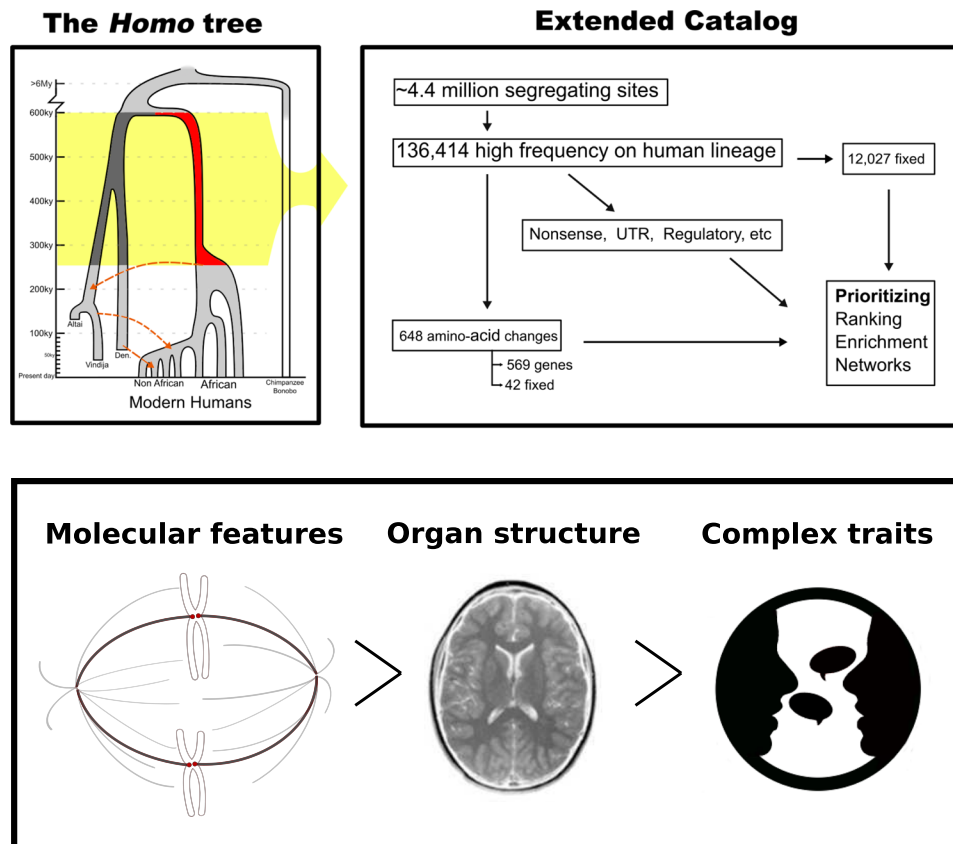 The Homo tree
Extended Catalog
>6My
600ky
500ky
400ky
300ky
200ky
100ky
50ky
Present day
Altai
Vindija
Den.
Non African
African
Chimpanzee
Bonobo
Modern Humans
~4.4 million segregating sites
136,414 high frequency on human lineage
12,027 fixed
Nonsense, UTR, Regulatory, etc
648 amino-acid changes
569 genes
42 fixed
Prioritizing
Ranking
Enrichment
Networks
Molecular features
Organ structure
Complex traits